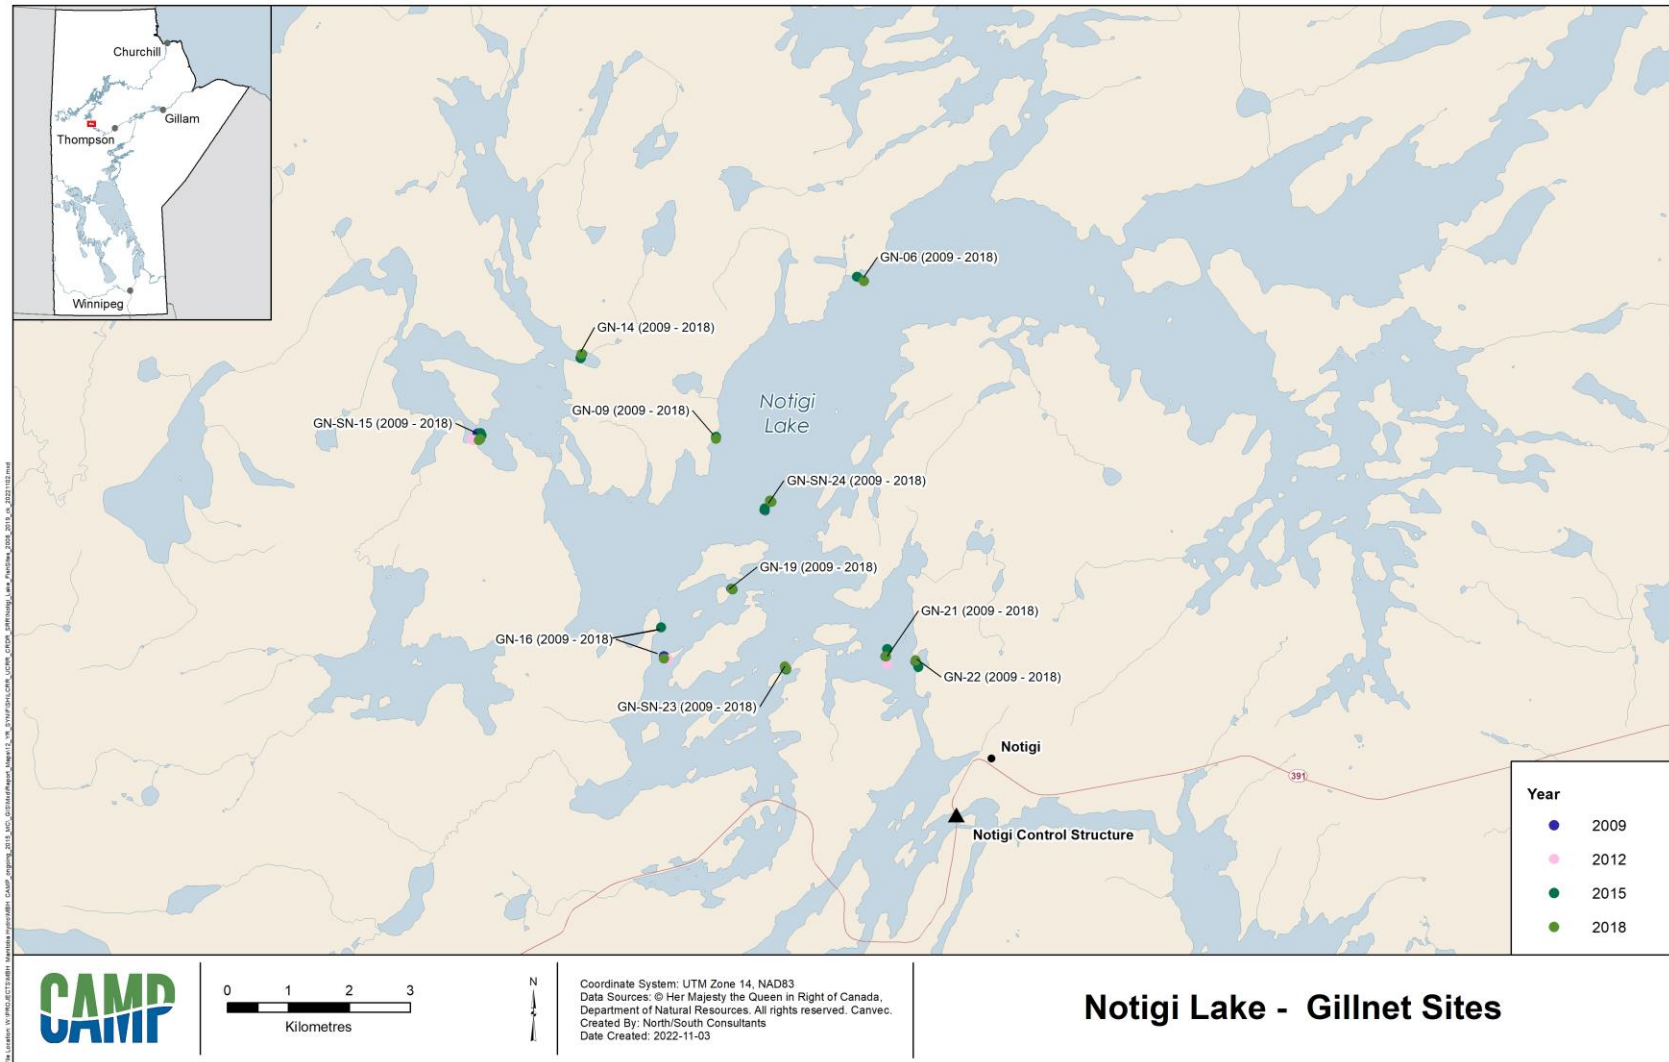 Churchill
Gillam
Thompson
Winnipeg
GN-06 (2009 - 2018)
GN-14 (2009 - 2018)
GN-09 (2009 - 2018)
GN-SN-15 (2009 - 2018)
Notigi
Lake
GN-SN-24 (2009 - 2018)
GN-19 (2009 - 2018)
GN-21 (2009 - 2018)
GN-16 (2009 - 2018)
GN-22 (2009 - 2018)
GN-SN-23 (2009 - 2018)
Notigi
391
Notigi Control Structure
Year
2009
2012
2015
2018
CAMP
0 1 2 3
Kilometres
N
Coordinate System: UTM Zone 14, NAD83
Data Sources: © Her Majesty the Queen in Right of Canada,
Department of Natural Resources. All rights reserved. Canvec.
Created By: North/South Consultants
Date Created: 2022-11-03
Notigi Lake - Gillnet Sites